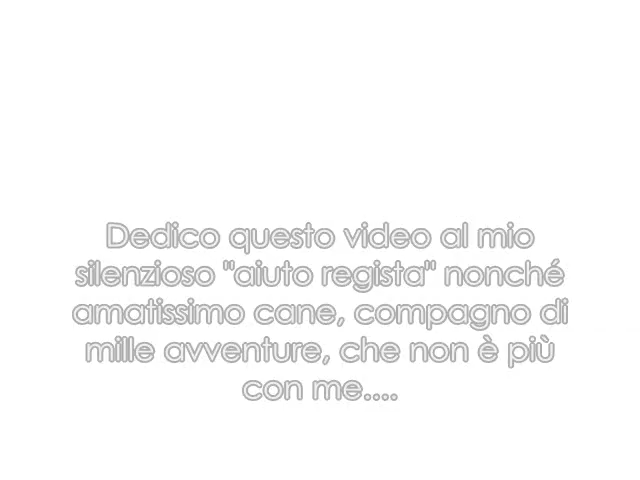 Dedico questo video al mio
silenzioso "aiuto regista" nonché
amatissimo cane, compagno di
mille avventure, che non è più
con me....